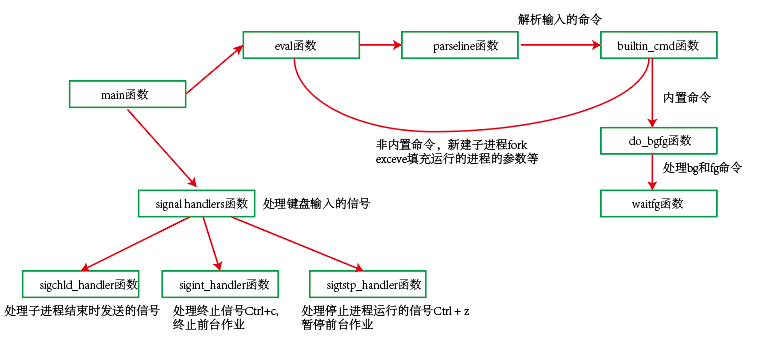 解析输入的命令
eval函数
parseline函数
builtin_cmd函数
main函数
内置命令
非内置命令，新建子进程fork
exceve填充运行的进程的参数等
do_bgfg函数
处理bg和fg命令
signal handlers函数
处理键盘输入的信号
waitfg函数
sigchld_handler函数
sigint_handler函数
sigtstp_handler函数
处理子进程结束时发送的信号
处理终止信号Ctrl+c,
终止前台作业
处理停止进程运行的信号Ctrl + z
暂停前台作业